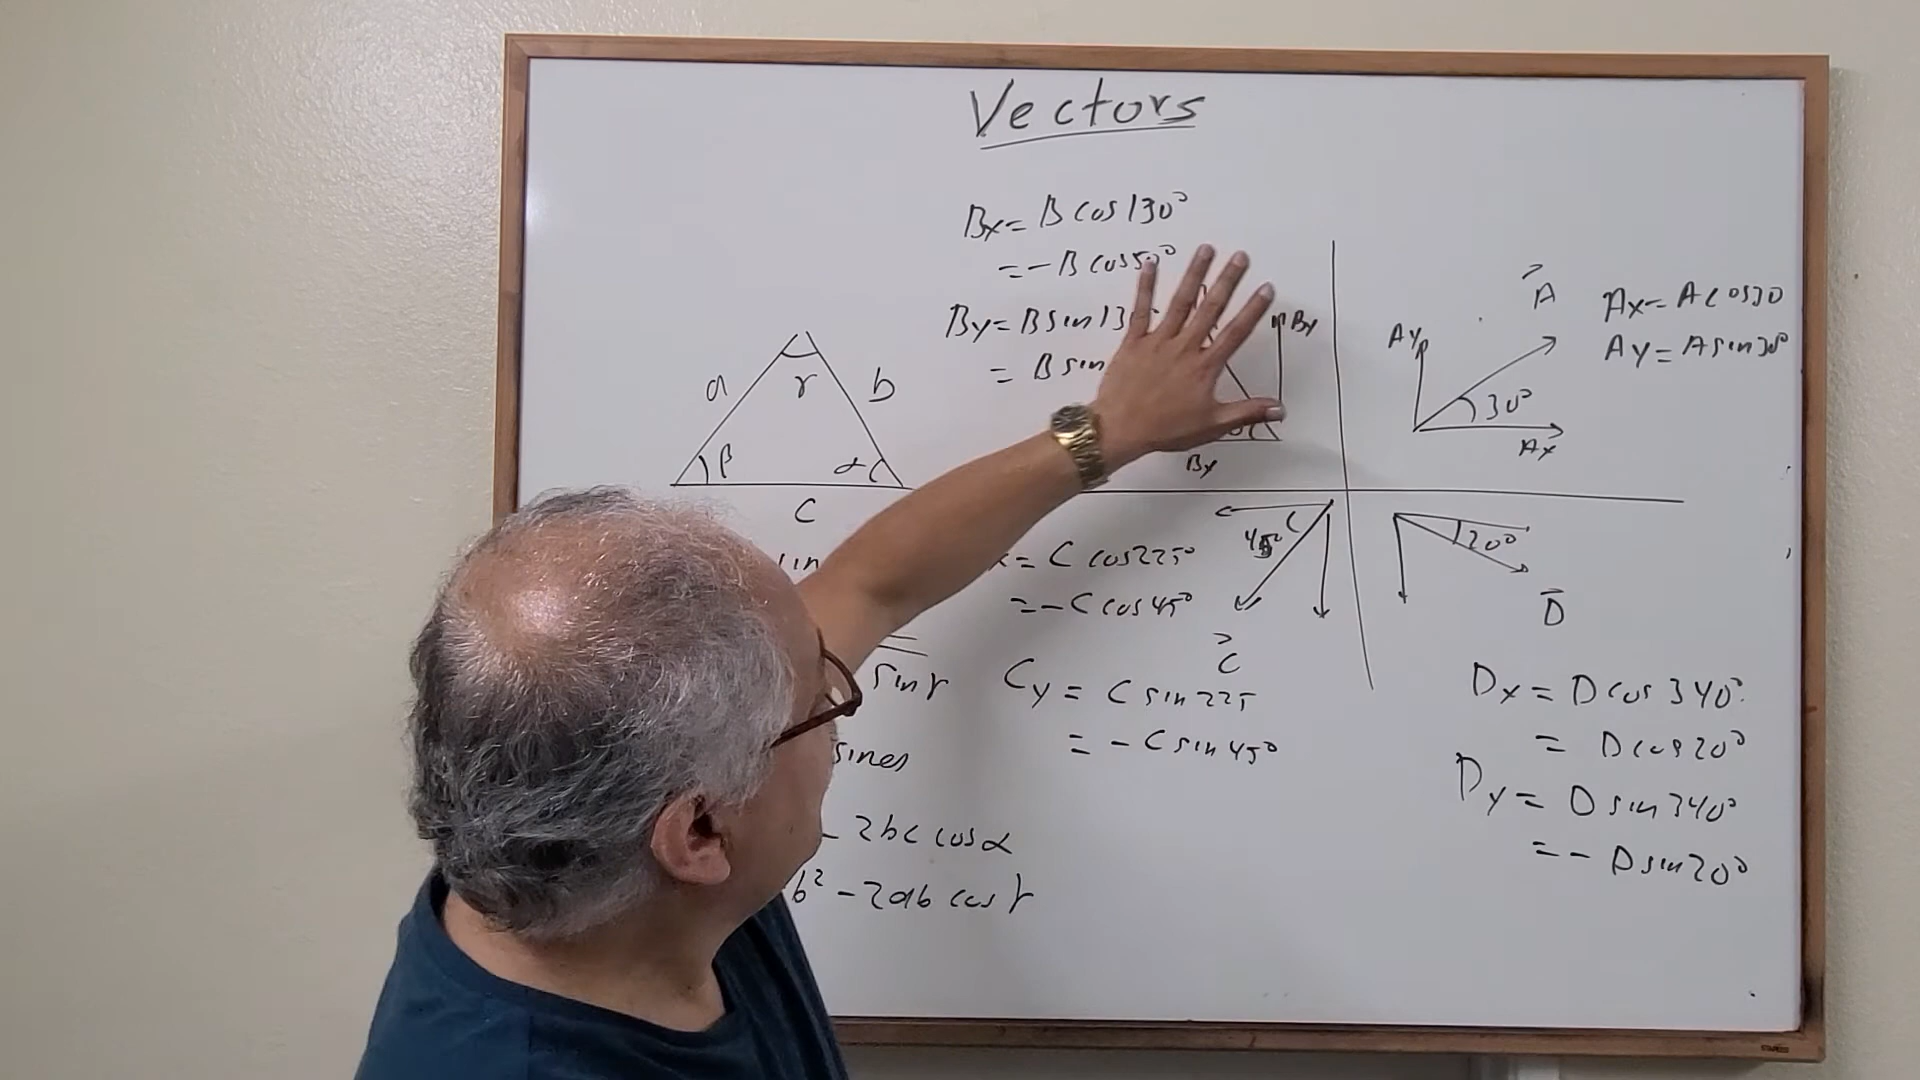 Vectors
Bx = B cos 130°
= - B cos 50°
By = B sin 13
= B sin
By
Bx
A
Ax = A cos 30
Ay = A sin 30°
Ay
30°
Ax
a
γ
b
β
α
c
= C cos 225°
= - C cos 45°
45°
C
Cy = C sin 225
= - C sin 45°
20°
D
Dx = D cos 340°
= D cos 20°
Dy = D sin 340°
= - D sin 20°
sin γ
sines
- 2bc cos α
b² - 2ab cos γ